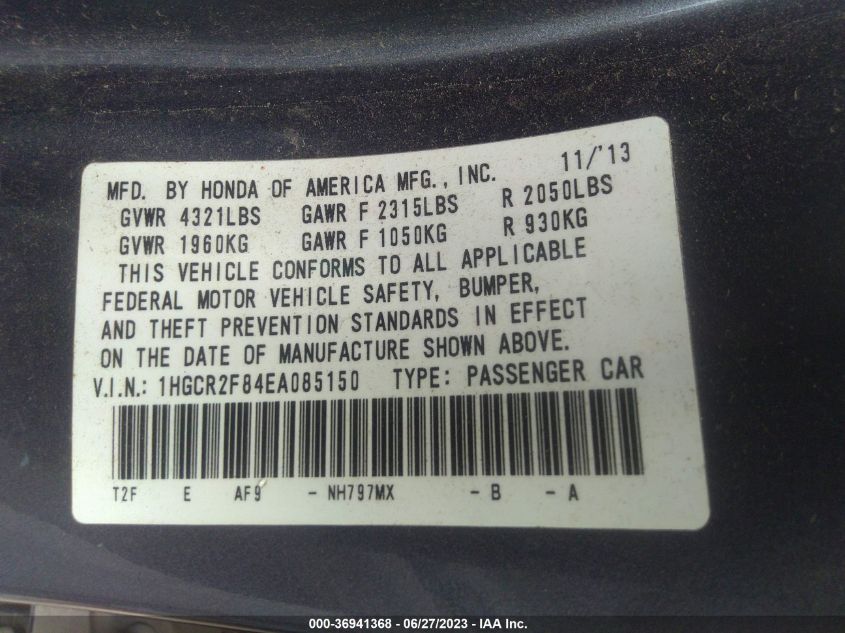 MFD. BY HONDA OF AMERICA MFG., INC. 11/'13
GVWR 4321LBS GAWR F 2315LBS R 2050LBS
GVWR 1960KG GAWR F 1050KG R 930KG
THIS VEHICLE CONFORMS TO ALL APPLICABLE
FEDERAL MOTOR VEHICLE SAFETY, BUMPER,
AND THEFT PREVENTION STANDARDS IN EFFECT
ON THE DATE OF MANUFACTURE SHOWN ABOVE.
V.I.N.: 1HGCR2F84EA085150 TYPE: PASSENGER CAR
T2F E AF9 - NH797MX - B - A
000-36941368 - 06/27/2023 - IAA Inc.